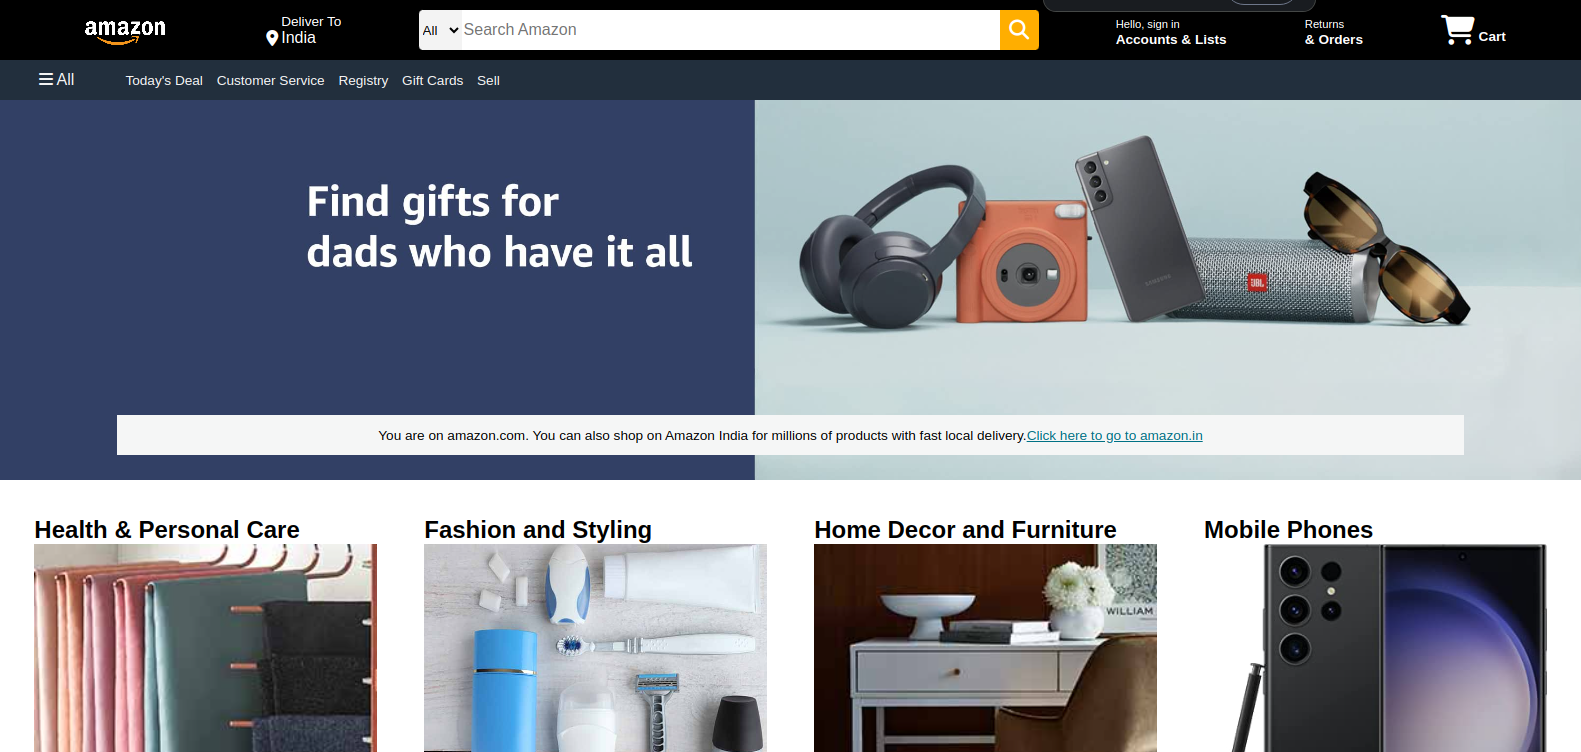 amazon
Deliver To
India
All
Search Amazon
Hello, sign in
Accounts & Lists
Returns
& Orders
Cart
All
Today's Deal
Customer Service
Registry
Gift Cards
Sell
Find gifts for
dads who have it all
SAMSUNG
JBL
You are on amazon.com. You can also shop on Amazon India for millions of products with fast local delivery.Click here to go to amazon.in
Health & Personal Care
Fashion and Styling
Home Decor and Furniture
Mobile Phones
WILLIAM